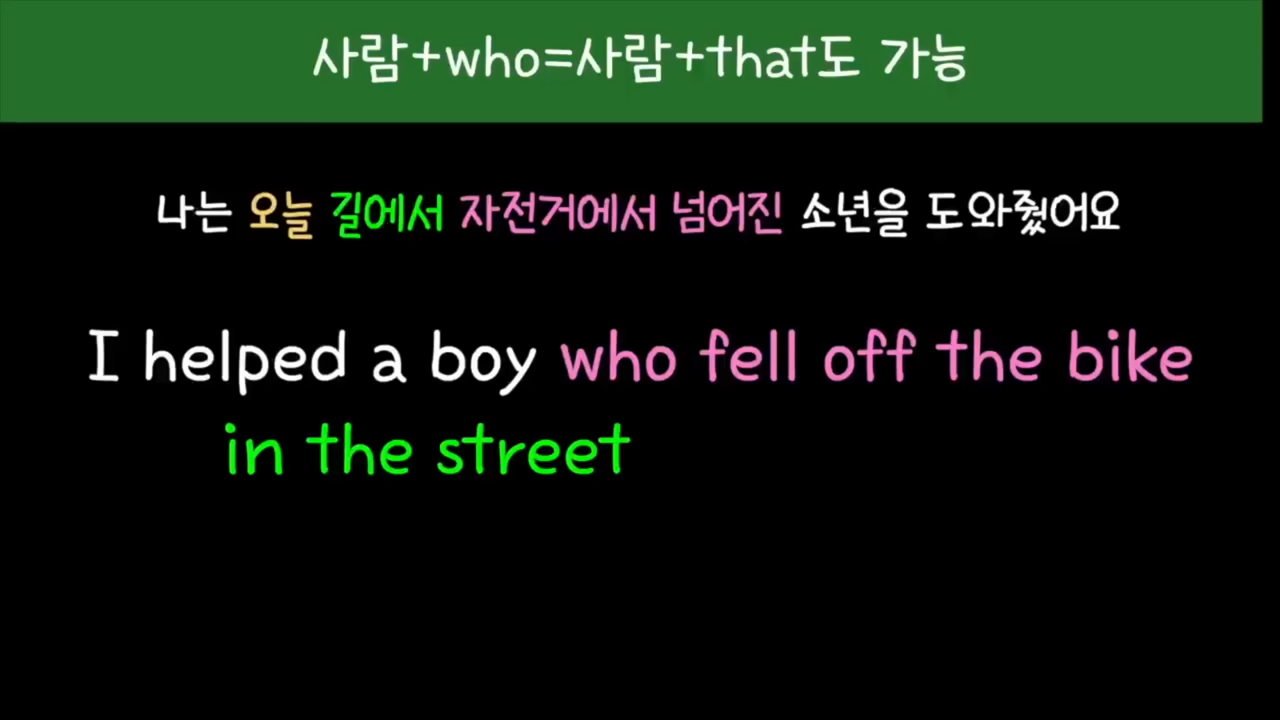 사람+who=사람+that도 가능
나는 오늘 길에서 자전거에서 넘어진 소년을 도와줬어요
I helped a boy who fell off the bike
in the street